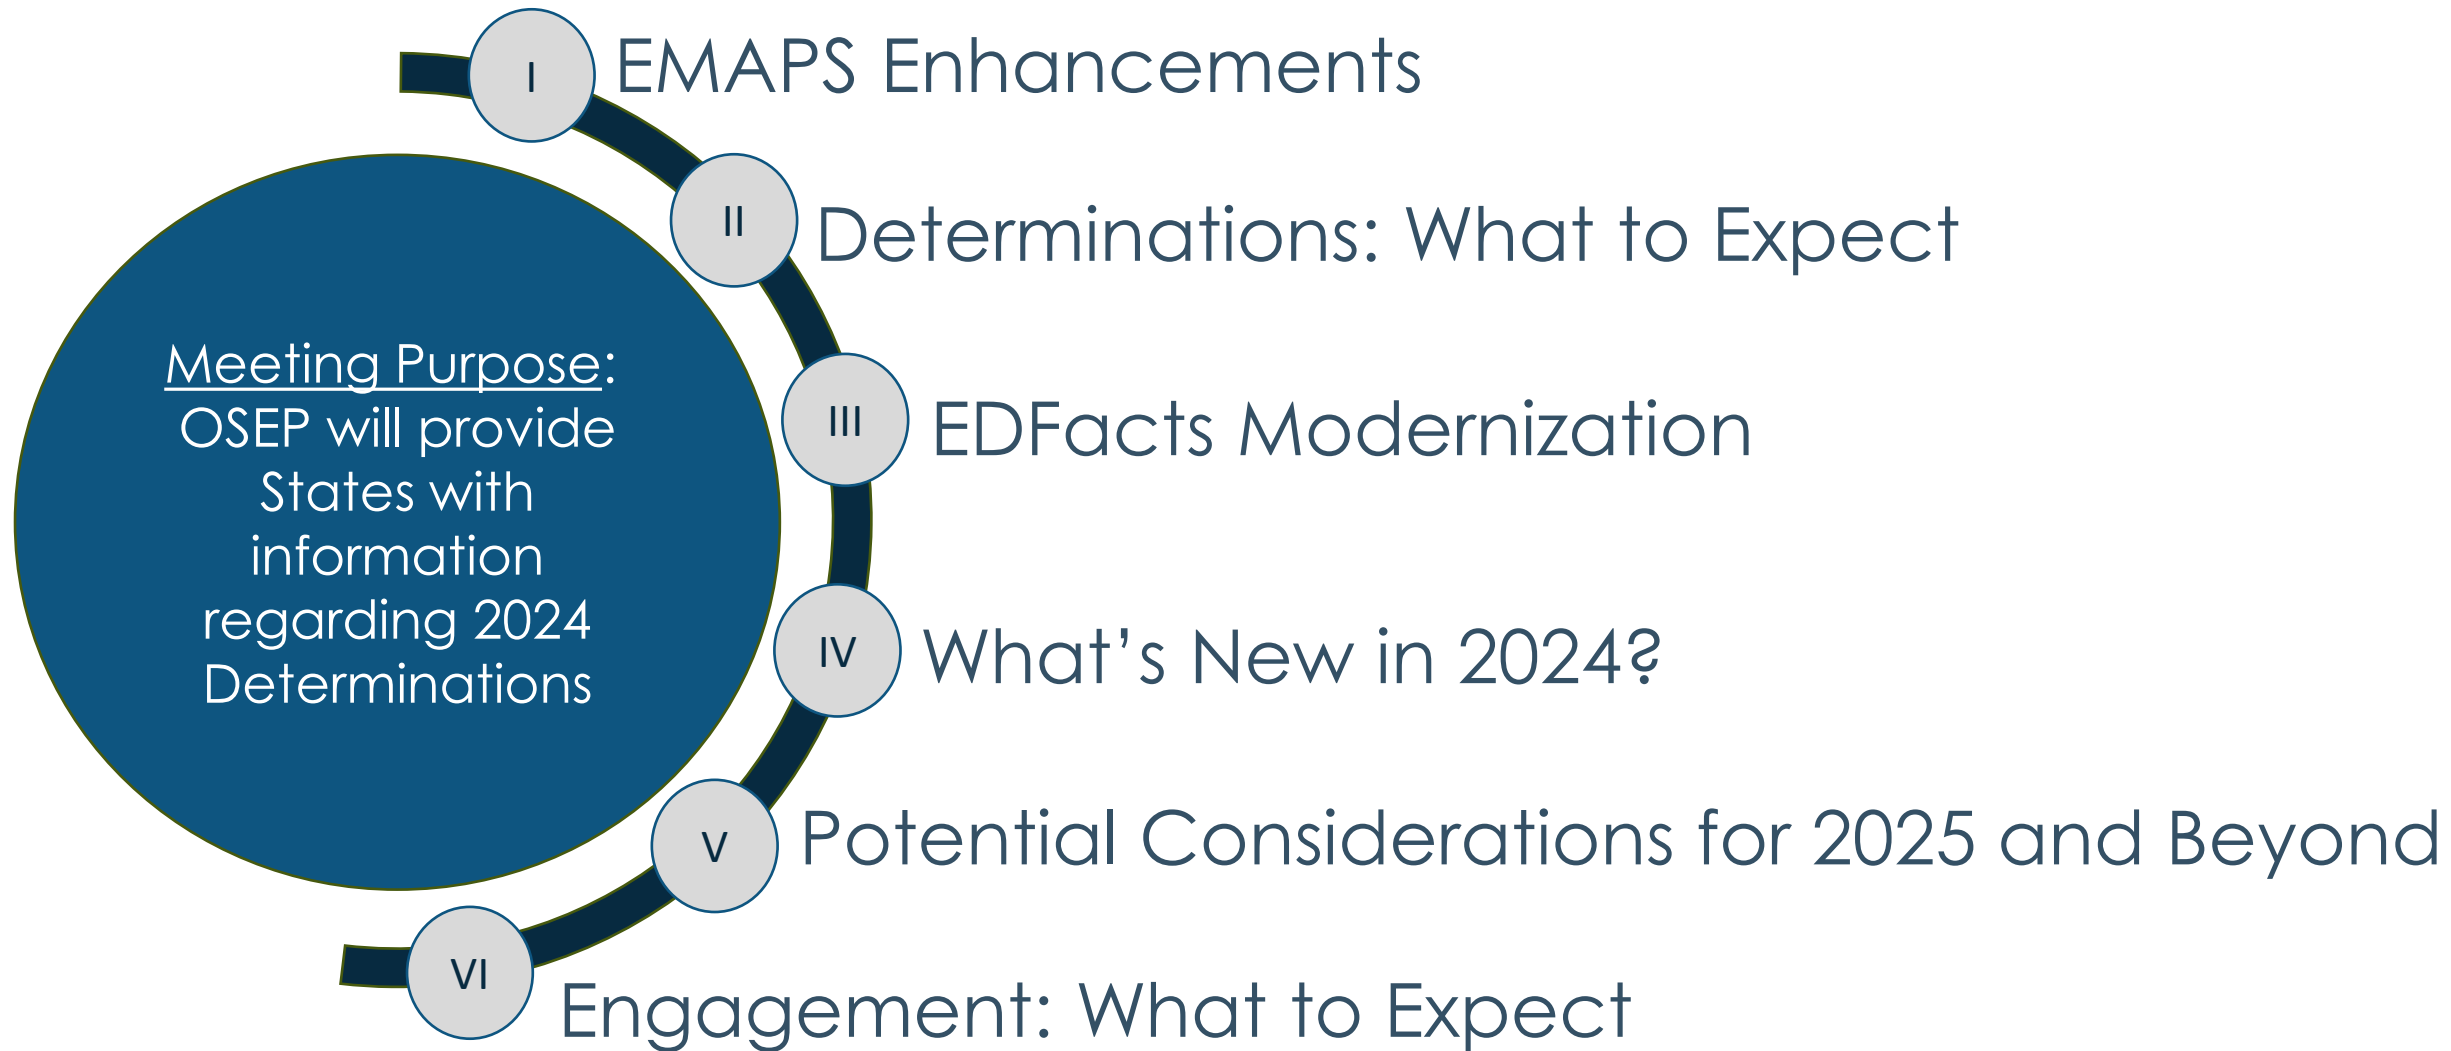 Meeting Purpose:
OSEP will provide
States with
information
regarding 2024
Determinations
I
EMAPS Enhancements
II
Determinations: What to Expect
III
EDFacts Modernization
IV
What’s New in 2024?
V
Potential Considerations for 2025 and Beyond
VI
Engagement: What to Expect